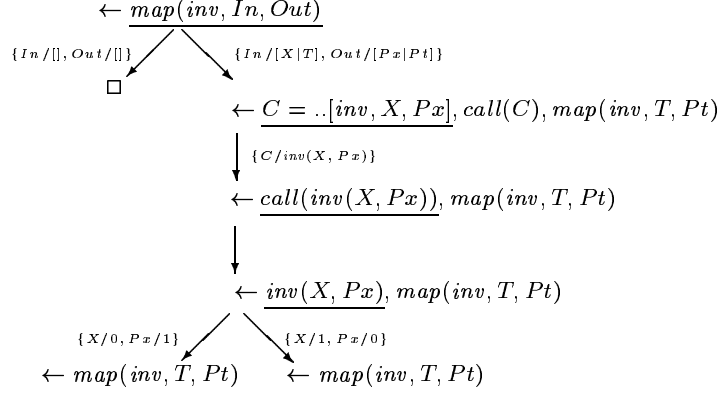 ← map(inv, In, Out)
{In/[], Out/[]} {In/[X|T], Out/[Px|Pt]}
□
← C = ..[inv, X, Px], call(C), map(inv, T, Pt)
{C/inv(X, Px)}
← call(inv(X, Px)), map(inv, T, Pt)
← inv(X, Px), map(inv, T, Pt)
{X/0, Px/1} {X/1, Px/0}
← map(inv, T, Pt) ← map(inv, T, Pt)